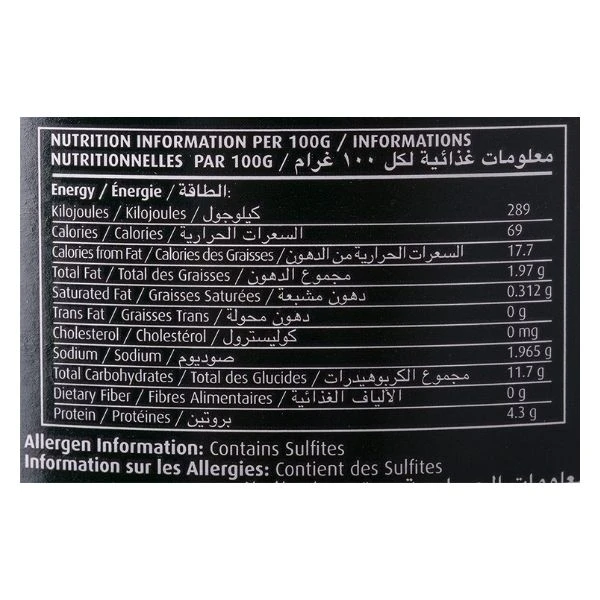 NUTRITION INFORMATION PER 100G / INFORMATIONS
NUTRITIONNELLES PAR 100G / معلومات غذائية لكل ١٠٠ غرام
Energy / Énergie / الطاقة:
Kilojoules / Kilojoules / كيلوجول 289
Calories / Calories / السعرات الحرارية 69
Calories from Fat / Calories des Graisses / السعرات الحرارية من الدهون 17.7
Total Fat / Total des Graisses / مجموع الدهون 1.97 g
Saturated Fat / Graisses Saturées / دهون مشبعة 0.312 g
Trans Fat / Graisses Trans / دهون محولة 0 g
Cholesterol / Cholestérol / كوليسترول 0 mg
Sodium / Sodium / صوديوم 1.965 g
Total Carbohydrates / Total des Glucides / مجموع الكربوهيدرات 11.7 g
Dietary Fiber / Fibres Alimentaires / الألياف الغذائية 0 g
Protein / Protéines / بروتين 4.3 g
Allergen Information: Contains Sulfites
Information sur les Allergies: Contient des Sulfites